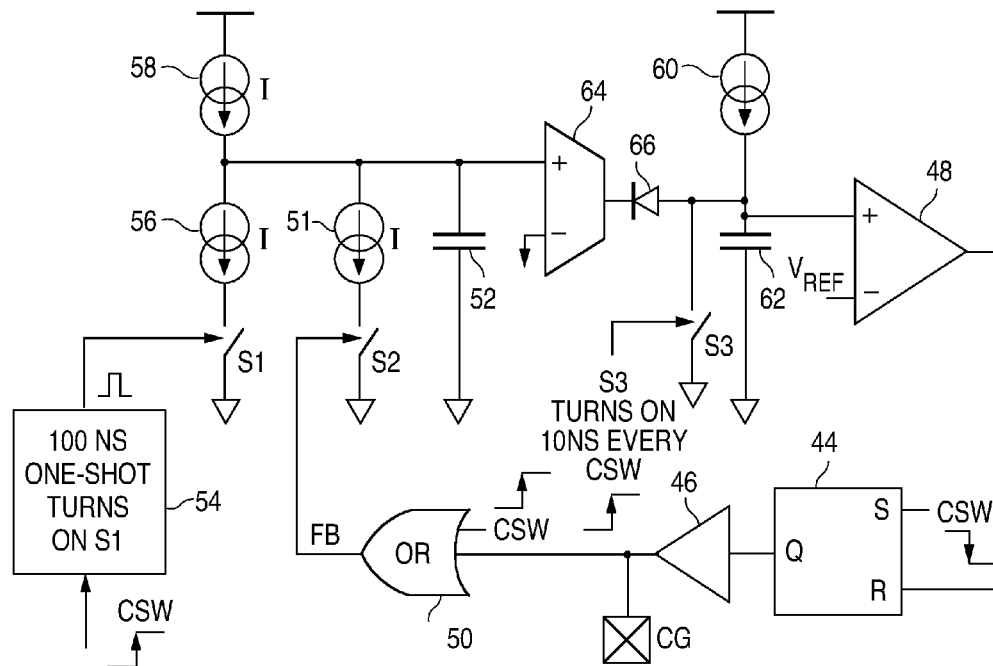 58
I
60
64
66
48
56
51
I
+
−
52
62
+
V_REF
−
S1
S2
S3
S3
TURNS ON
10NS EVERY
CSW
100 NS
ONE-SHOT
TURNS
ON S1
54
CSW
FB
OR
CSW
50
46
CG
44
S
Q
R
CSW